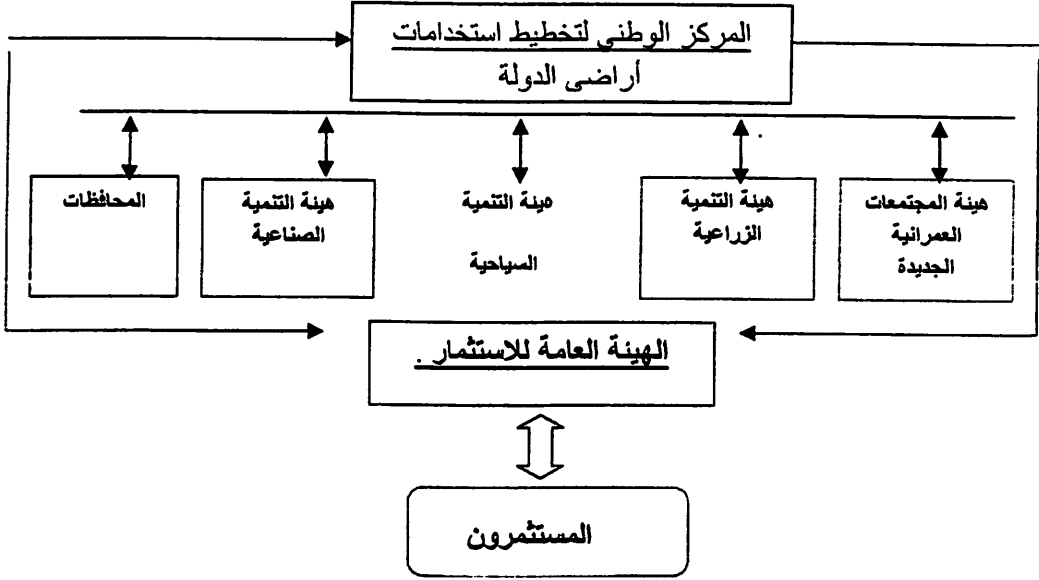 المركز الوطنى لتخطيط استخدامات
أراضى الدولة
هيئة المجتمعات
العمرانية
الجديدة
هيئة التنمية
الزراعية
هيئة التنمية
السياحية
هيئة التنمية
الصناعية
المحافظات
الهيئة العامة للاستثمار .
المستثمرون